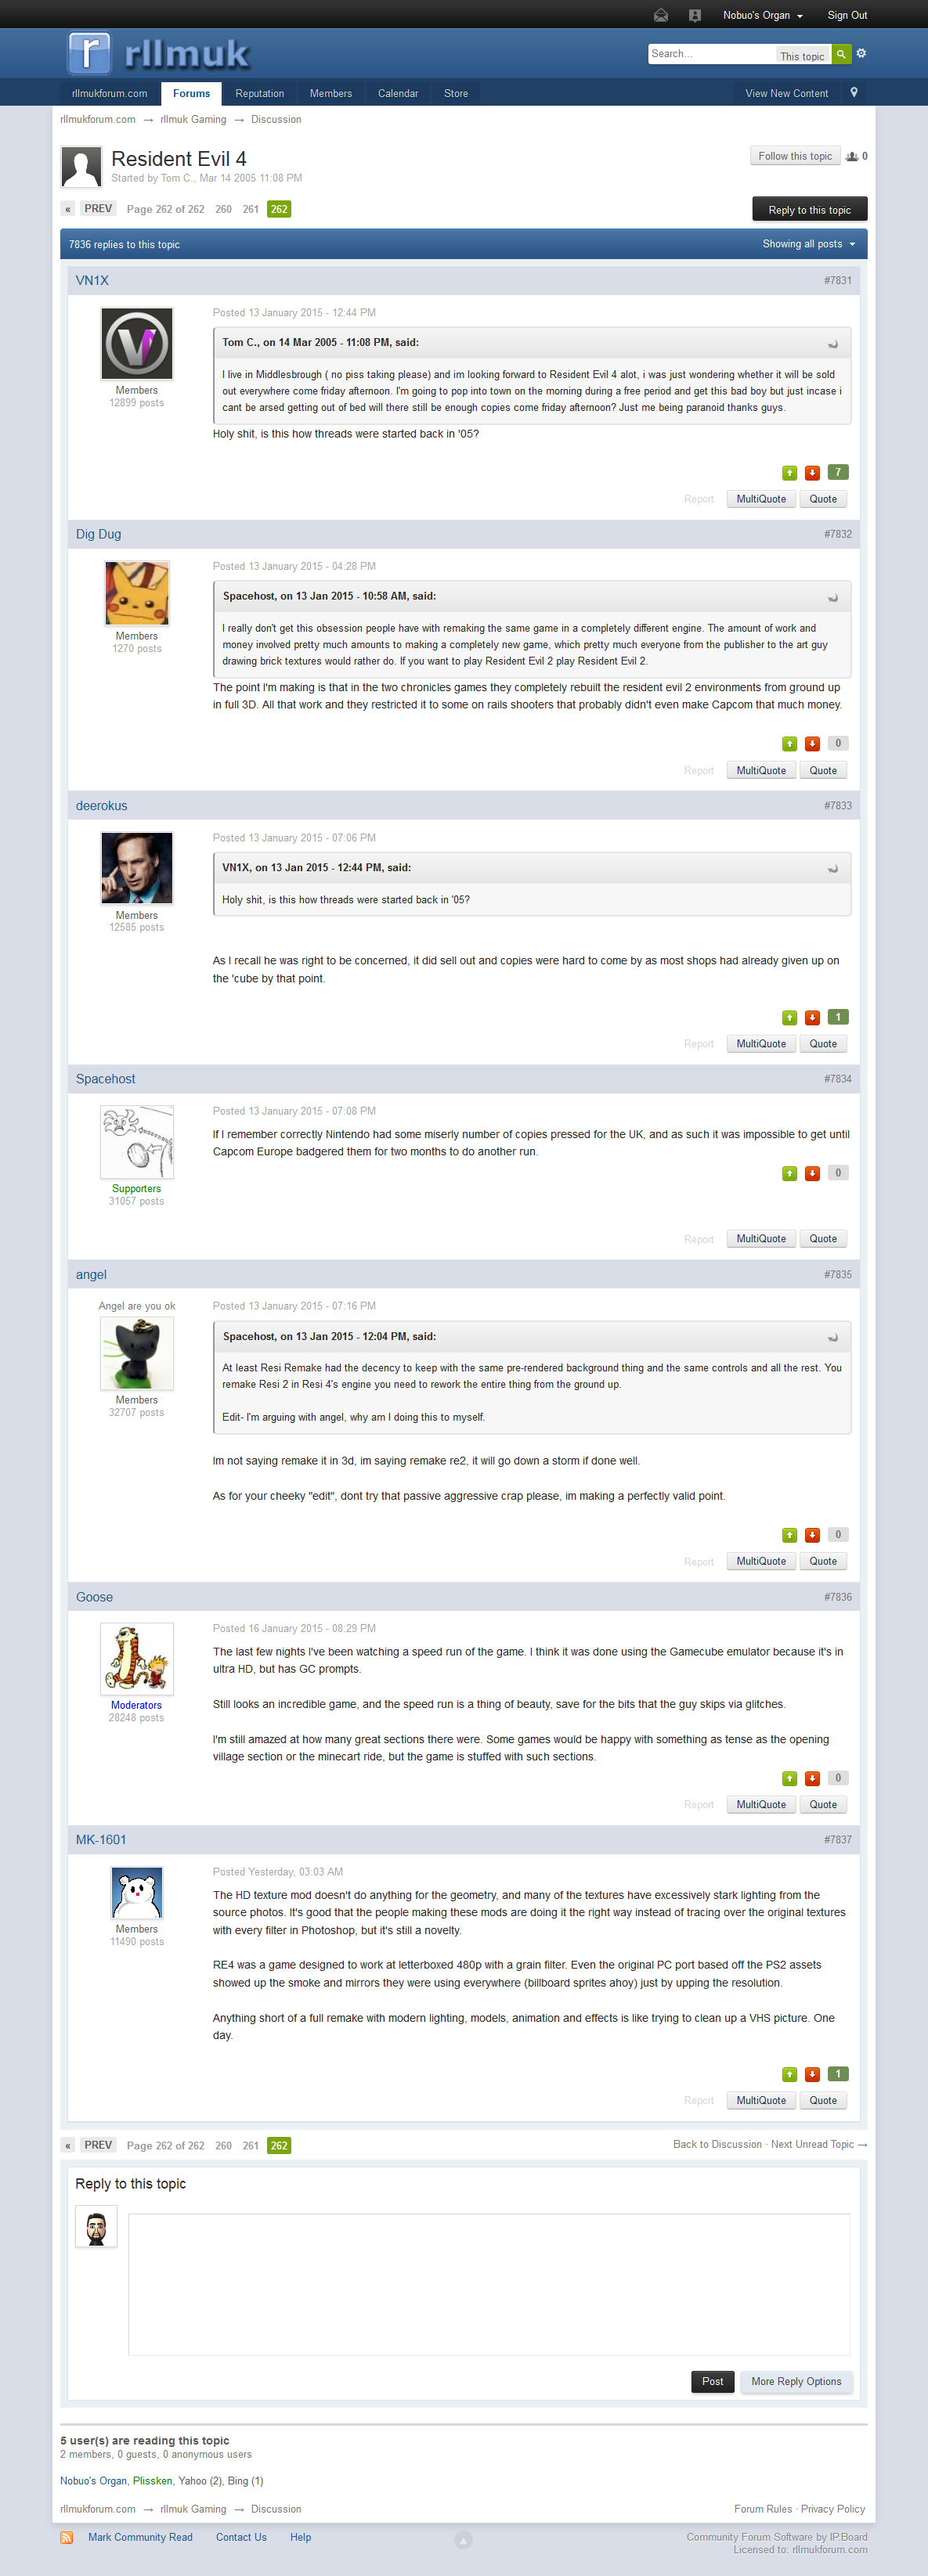 Nobuo's Organ Sign Out
rllmuk
Search... This topic
rllmukforum.com Forums Reputation Members Calendar Store View New Content
rllmukforum.com → rllmuk Gaming → Discussion
Resident Evil 4
Started by Tom C., Mar 14 2005 11:08 PM
Follow this topic 0
« PREV Page 262 of 262 260 261 262
Reply to this topic
7836 replies to this topic Showing all posts
VN1X #7831
Members
12899 posts
Posted 13 January 2015 - 12:44 PM
Tom C., on 14 Mar 2005 - 11:08 PM, said:
I live in Middlesbrough ( no piss taking please) and im looking forward to Resident Evil 4 alot, i was just wondering whether it will be sold
out everywhere come friday afternoon. I'm going to pop into town on the morning during a free period and get this bad boy but just incase i
cant be arsed getting out of bed will there still be enough copies come friday afternoon? Just me being paranoid thanks guys.
Holy shit, is this how threads were started back in '05?
7
Report MultiQuote Quote
Dig Dug #7832
Members
1270 posts
Posted 13 January 2015 - 04:28 PM
Spacehost, on 13 Jan 2015 - 10:58 AM, said:
I really don't get this obsession people have with remaking the same game in a completely different engine. The amount of work and
money involved pretty much amounts to making a completely new game, which pretty much everyone from the publisher to the art guy
drawing brick textures would rather do. If you want to play Resident Evil 2 play Resident Evil 2.
The point I'm making is that in the two chronicles games they completely rebuilt the resident evil 2 environments from ground up
in full 3D. All that work and they restricted it to some on rails shooters that probably didn't even make Capcom that much money.
0
Report MultiQuote Quote
deerokus #7833
Members
12585 posts
Posted 13 January 2015 - 07:06 PM
VN1X, on 13 Jan 2015 - 12:44 PM, said:
Holy shit, is this how threads were started back in '05?
As I recall he was right to be concerned, it did sell out and copies were hard to come by as most shops had already given up on
the 'cube by that point.
1
Report MultiQuote Quote
Spacehost #7834
Supporters
31057 posts
Posted 13 January 2015 - 07:08 PM
If I remember correctly Nintendo had some miserly number of copies pressed for the UK, and as such it was impossible to get until
Capcom Europe badgered them for two months to do another run.
0
Report MultiQuote Quote
angel #7835
Angel are you ok
Members
32707 posts
Posted 13 January 2015 - 07:16 PM
Spacehost, on 13 Jan 2015 - 12:04 PM, said:
At least Resi Remake had the decency to keep with the same pre-rendered background thing and the same controls and all the rest. You
remake Resi 2 in Resi 4's engine you need to rework the entire thing from the ground up.
Edit- I'm arguing with angel, why am I doing this to myself.
Im not saying remake it in 3d, im saying remake re2, it will go down a storm if done well.
As for your cheeky "edit", dont try that passive aggressive crap please, im making a perfectly valid point.
0
Report MultiQuote Quote
Goose #7836
Moderators
28248 posts
Posted 16 January 2015 - 08:29 PM
The last few nights I've been watching a speed run of the game. I think it was done using the Gamecube emulator because it's in
ultra HD, but has GC prompts.
Still looks an incredible game, and the speed run is a thing of beauty, save for the bits that the guy skips via glitches.
I'm still amazed at how many great sections there were. Some games would be happy with something as tense as the opening
village section or the minecart ride, but the game is stuffed with such sections.
0
Report MultiQuote Quote
MK-1601 #7837
Members
11490 posts
Posted Yesterday, 03:03 AM
The HD texture mod doesn't do anything for the geometry, and many of the textures have excessively stark lighting from the
source photos. It's good that the people making these mods are doing it the right way instead of tracing over the original textures
with every filter in Photoshop, but it's still a novelty.
RE4 was a game designed to work at letterboxed 480p with a grain filter. Even the original PC port based off the PS2 assets
showed up the smoke and mirrors they were using everywhere (billboard sprites ahoy) just by upping the resolution.
Anything short of a full remake with modern lighting, models, animation and effects is like trying to clean up a VHS picture. One
day.
1
Report MultiQuote Quote
« PREV Page 262 of 262 260 261 262
Back to Discussion · Next Unread Topic →
Reply to this topic
Post More Reply Options
5 user(s) are reading this topic
2 members, 0 guests, 0 anonymous users
Nobuo's Organ, Plissken, Yahoo (2), Bing (1)
rllmukforum.com → rllmuk Gaming → Discussion Forum Rules · Privacy Policy
Mark Community Read Contact Us Help
Community Forum Software by IP.Board
Licensed to: rllmukforum.com